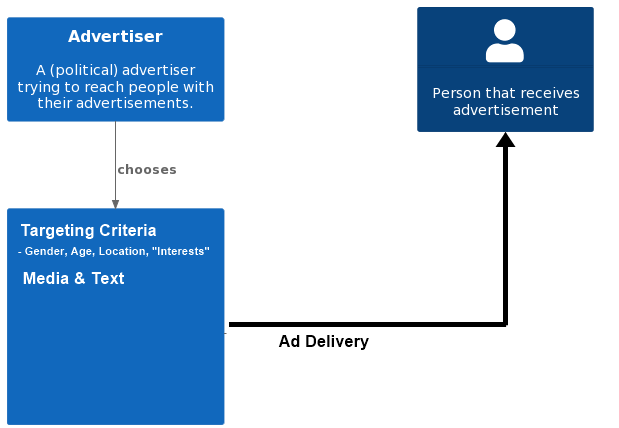 Advertiser
A (political) advertiser
trying to reach people with
their advertisements.
Person that receives
advertisement
chooses
Targeting Criteria
- Gender, Age, Location, "Interests"
Media & Text
Ad Delivery